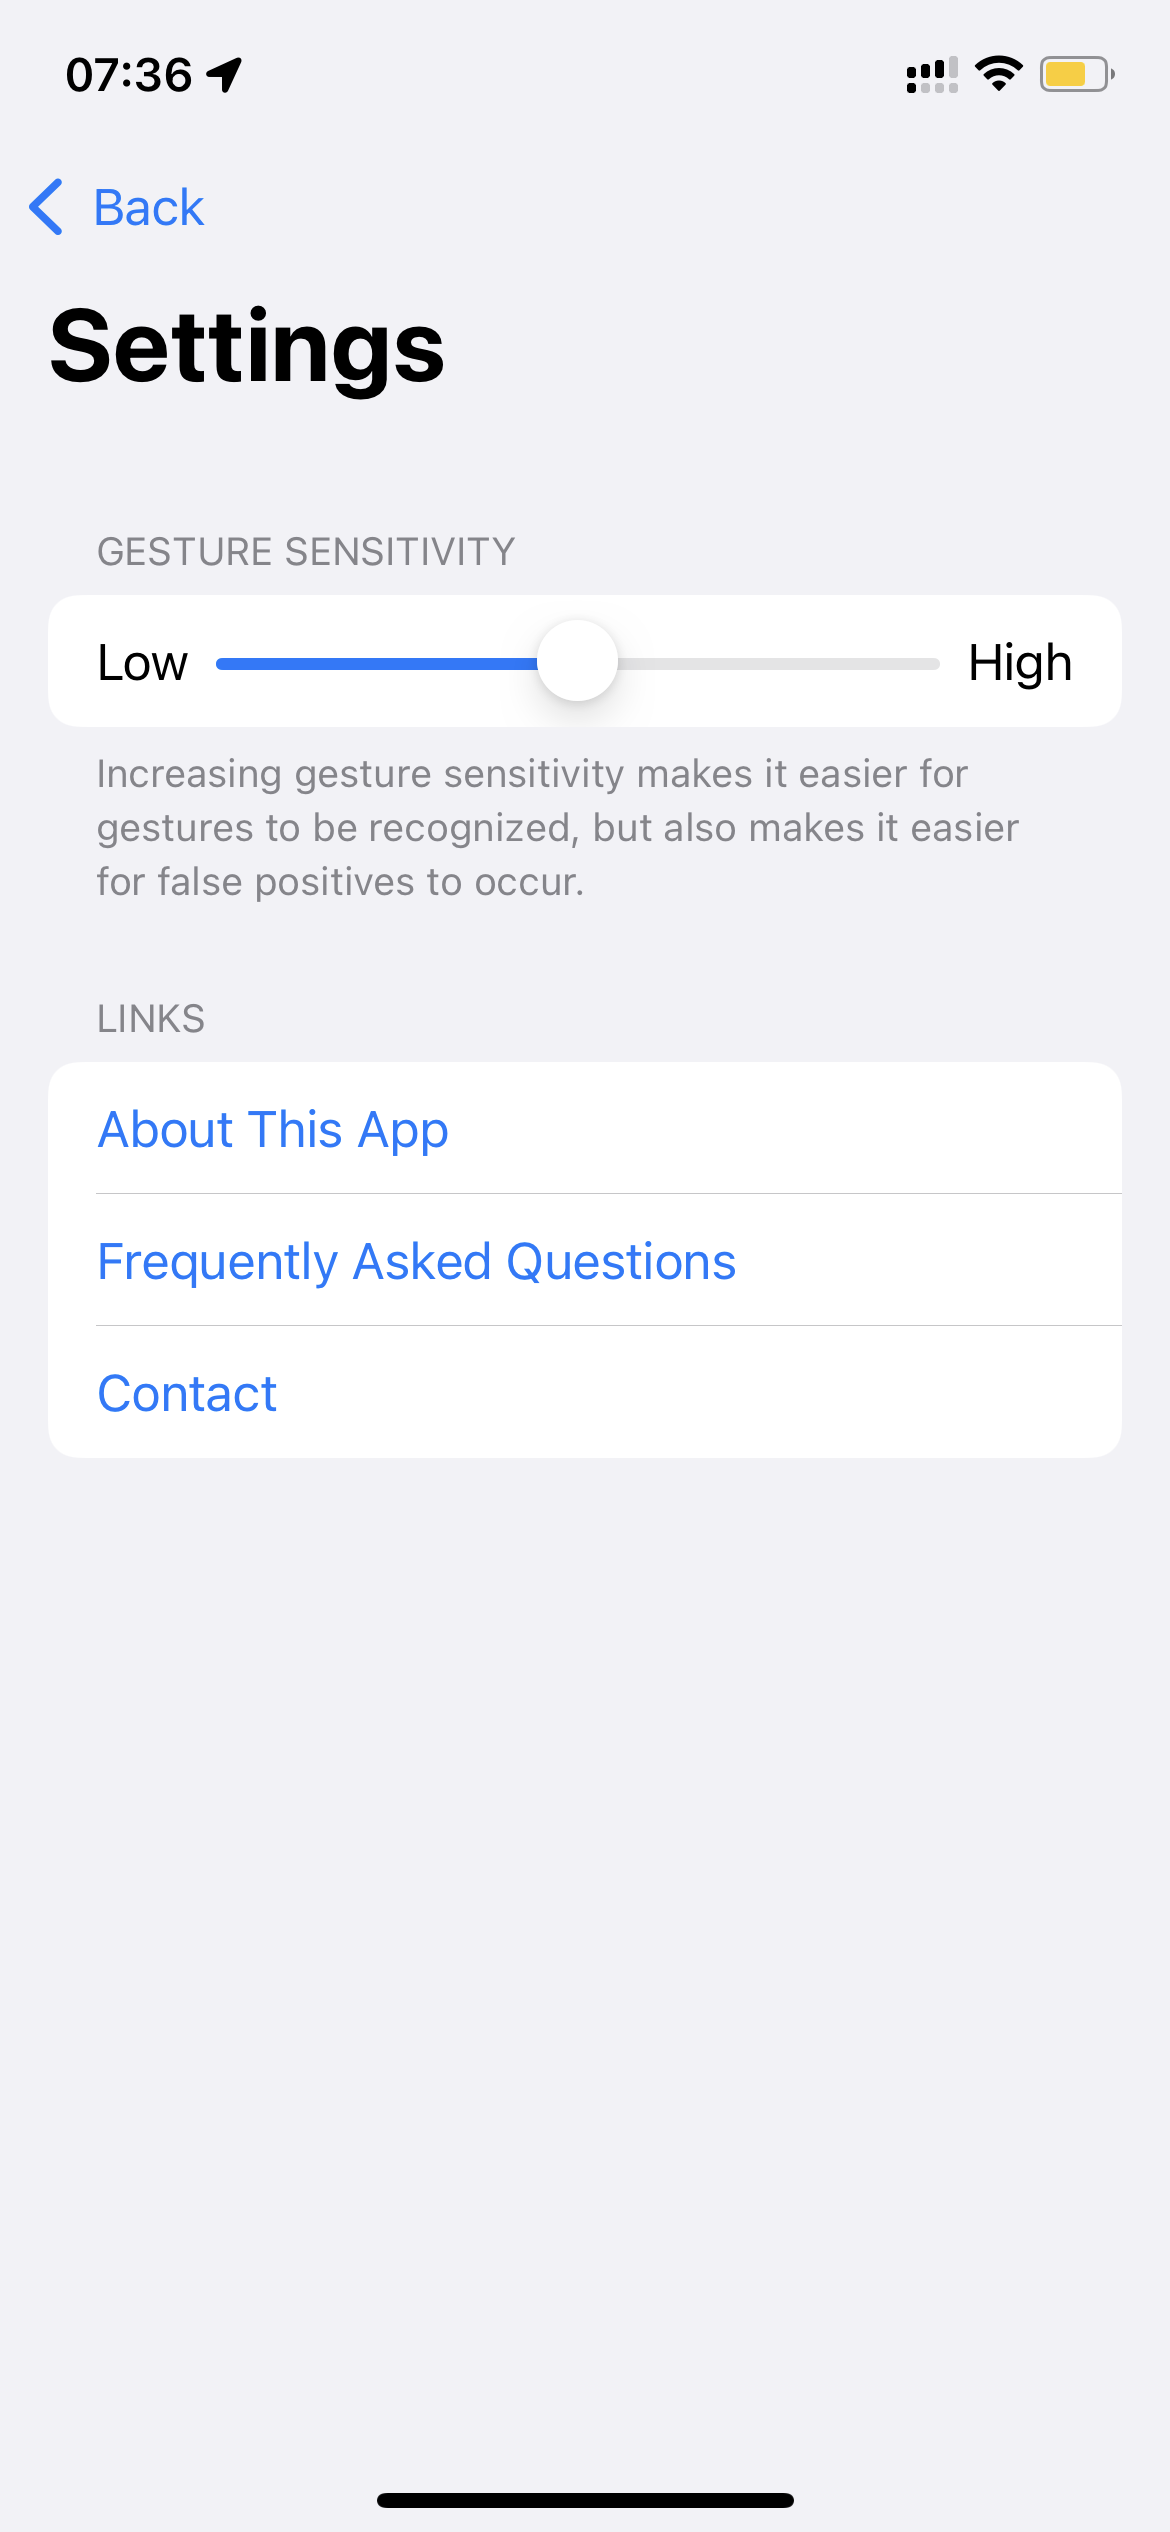 07:36
Back
Settings
GESTURE SENSITIVITY
Low High
Increasing gesture sensitivity makes it easier for
gestures to be recognized, but also makes it easier
for false positives to occur.
LINKS
About This App
Frequently Asked Questions
Contact